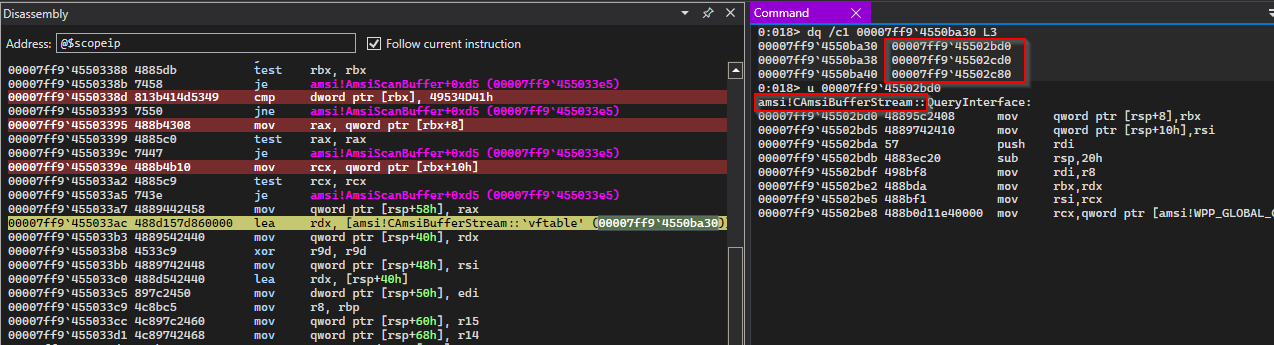 Disassembly
Address: @$scopeip Follow current instruction
00007ff9`45503388 4885db test rbx, rbx
00007ff9`4550338b 7458 je amsi!AmsiScanBuffer+0xd5 (00007ff9`455033e5)
00007ff9`4550338d 813b414d5349 cmp dword ptr [rbx], 49534D41h
00007ff9`45503393 7550 jne amsi!AmsiScanBuffer+0xd5 (00007ff9`455033e5)
00007ff9`45503395 488b4308 mov rax, qword ptr [rbx+8]
00007ff9`45503399 4885c0 test rax, rax
00007ff9`4550339c 7447 je amsi!AmsiScanBuffer+0xd5 (00007ff9`455033e5)
00007ff9`4550339e 488b4b10 mov rcx, qword ptr [rbx+10h]
00007ff9`455033a2 4885c9 test rcx, rcx
00007ff9`455033a5 743e je amsi!AmsiScanBuffer+0xd5 (00007ff9`455033e5)
00007ff9`455033a7 4889442458 mov qword ptr [rsp+58h], rax
00007ff9`455033ac 488d157d860000 lea rdx, [amsi!CAmsiBufferStream::`vftable' (00007ff9`4550ba30)
00007ff9`455033b3 4889542440 mov qword ptr [rsp+40h], rdx
00007ff9`455033b8 4533c9 xor r9d, r9d
00007ff9`455033bb 4889742448 mov qword ptr [rsp+48h], rsi
00007ff9`455033c0 488d542440 lea rdx, [rsp+40h]
00007ff9`455033c5 897c2450 mov dword ptr [rsp+50h], edi
00007ff9`455033c9 4c8bc5 mov r8, rbp
00007ff9`455033cc 4c897c2460 mov qword ptr [rsp+60h], r15
00007ff9`455033d1 4c89742468 mov qword ptr [rsp+68h], r14
Command
0:018> dq /c1 00007ff9`4550ba30 L3
00007ff9`4550ba30 00007ff9`45502bd0
00007ff9`4550ba38 00007ff9`45502cd0
00007ff9`4550ba40 00007ff9`45502c80
0:018> u 00007ff9`45502bd0
amsi!CAmsiBufferStream::QueryInterface:
00007ff9`45502bd0 48895c2408 mov qword ptr [rsp+8],rbx
00007ff9`45502bd5 4889742410 mov qword ptr [rsp+10h],rsi
00007ff9`45502bda 57 push rdi
00007ff9`45502bdb 4883ec20 sub rsp,20h
00007ff9`45502bdf 498bf8 mov rdi,r8
00007ff9`45502be2 488bda mov rbx,rdx
00007ff9`45502be5 488bf1 mov rsi,rcx
00007ff9`45502be8 488b0d11e40000 mov rcx,qword ptr [amsi!WPP_GLOBAL_C